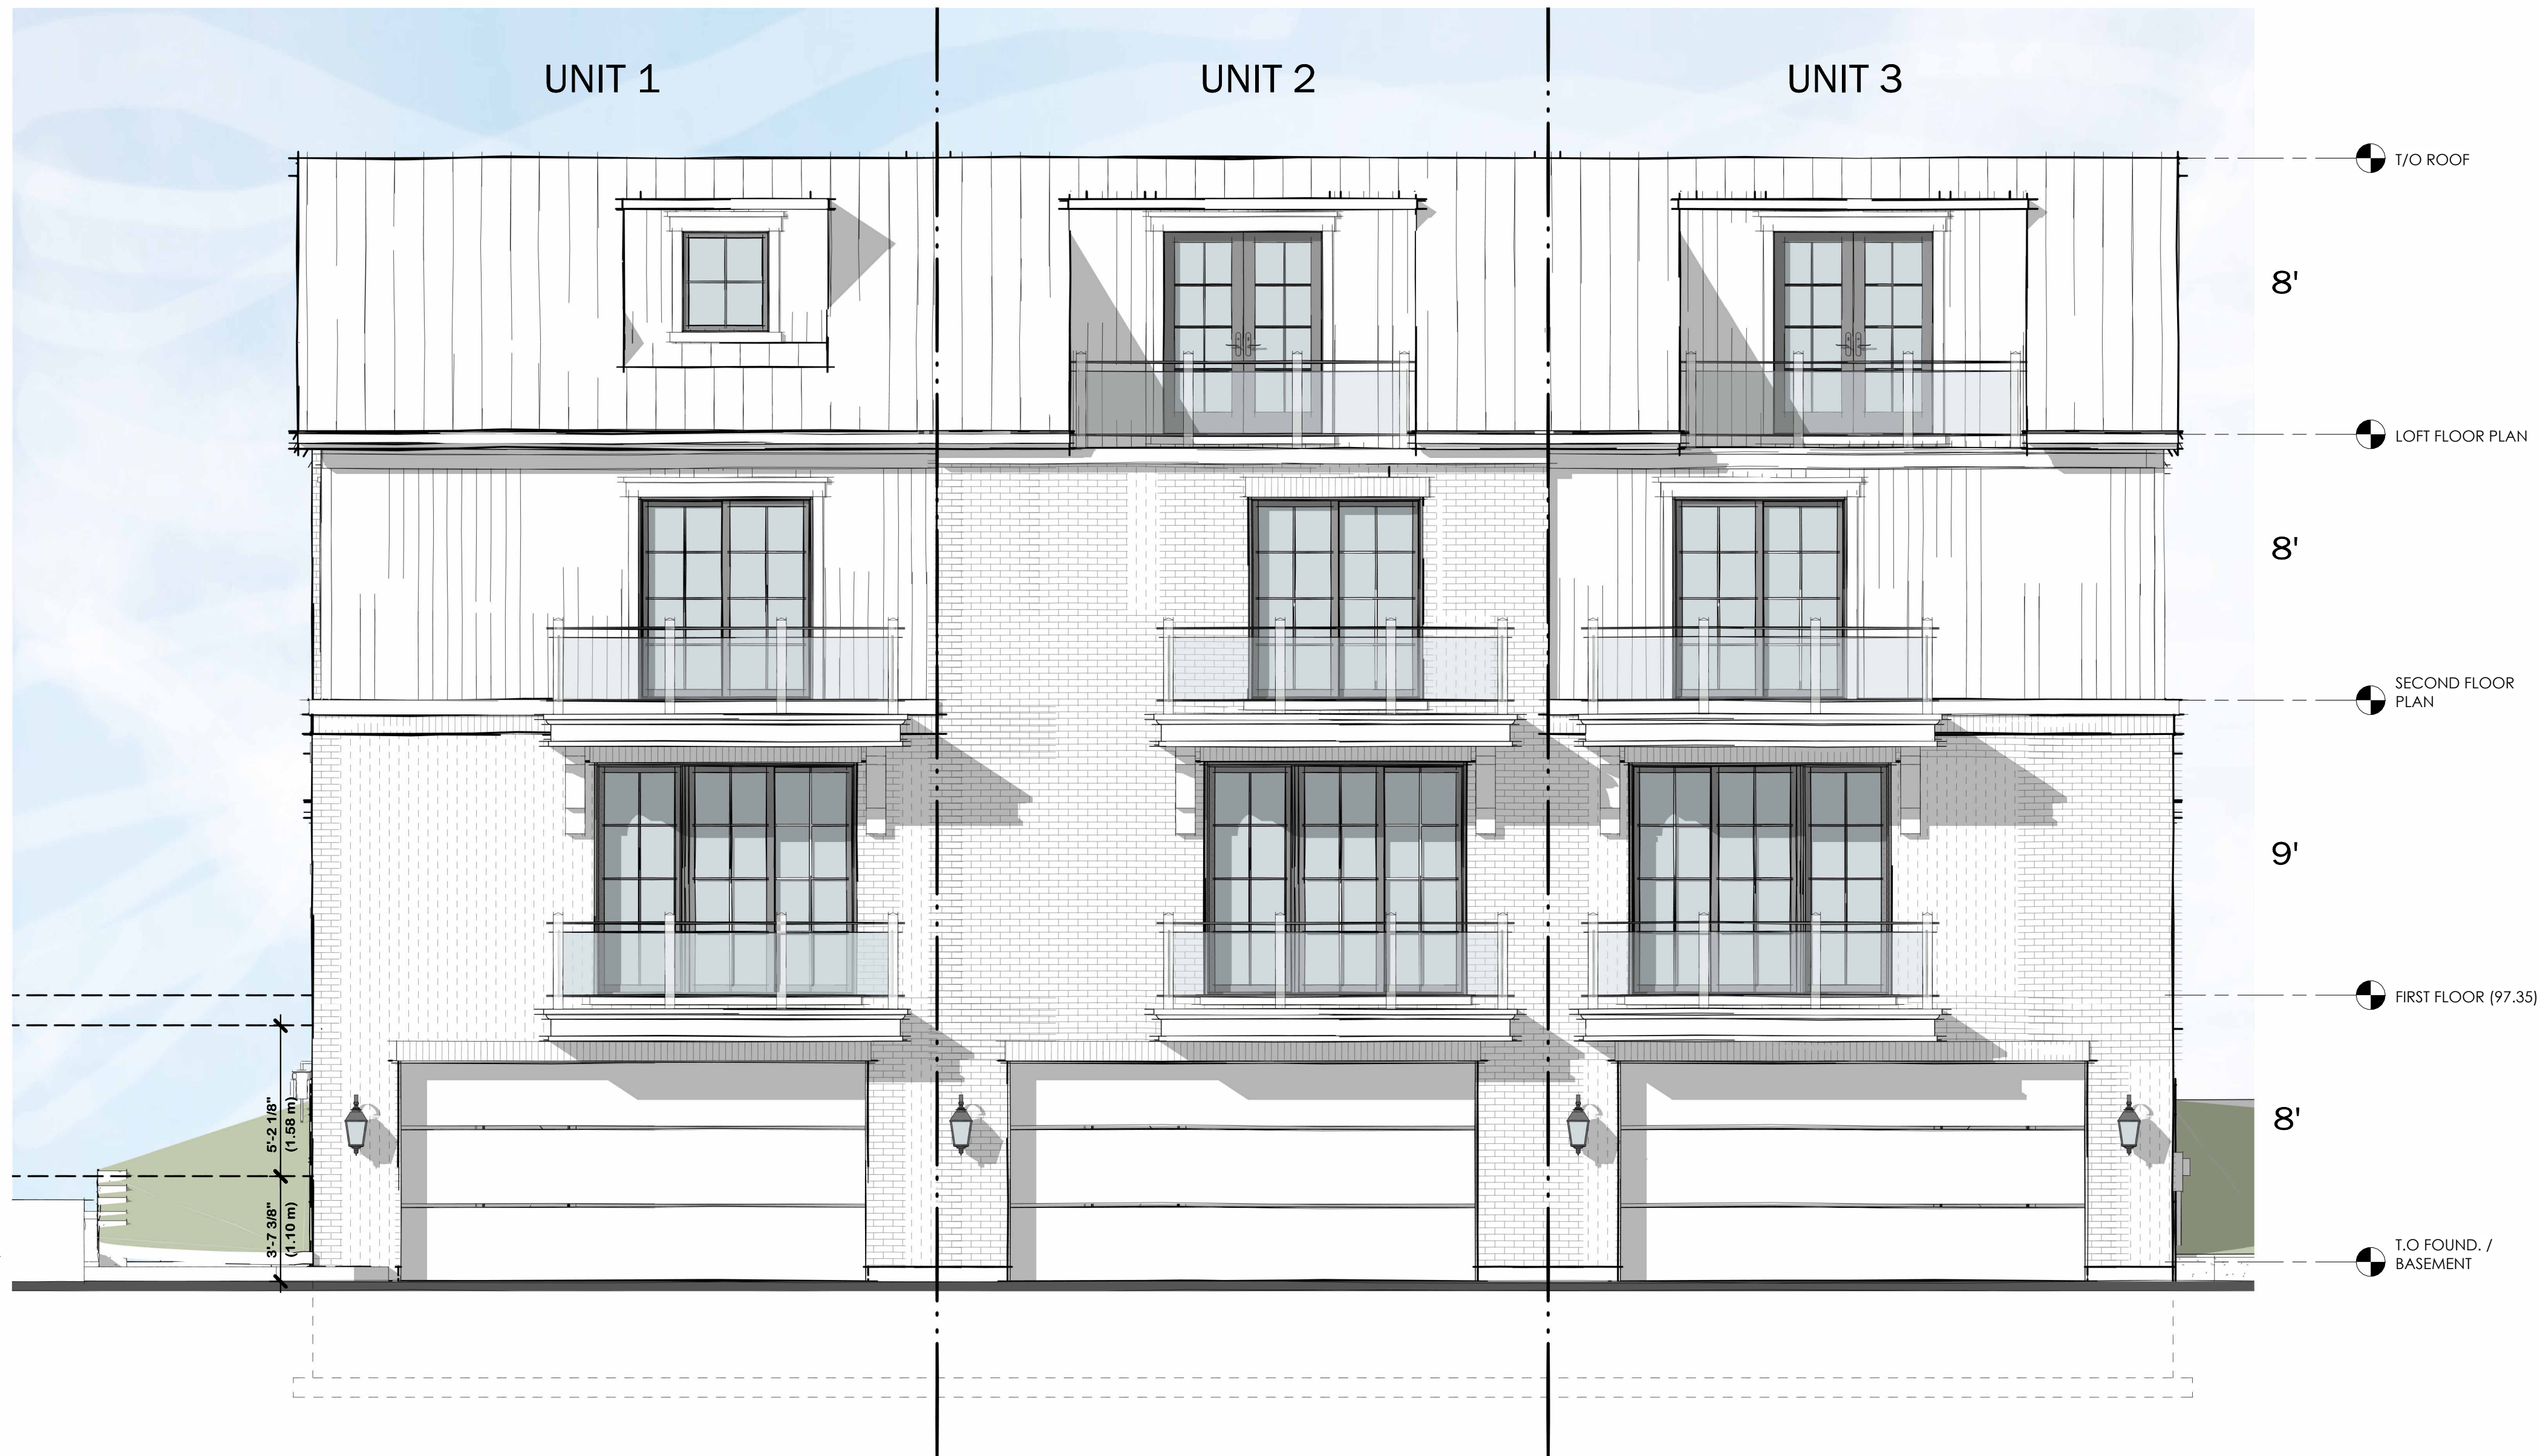 UNIT 1
UNIT 2
UNIT 3
T/O ROOF
8'
LOFT FLOOR PLAN
8'
SECOND FLOOR
PLAN
9'
FIRST FLOOR (97.35)
8'
5'-2 1/8"
(1.58 m)
3'-7 3/8"
(1.10 m)
T.O FOUND. /
BASEMENT